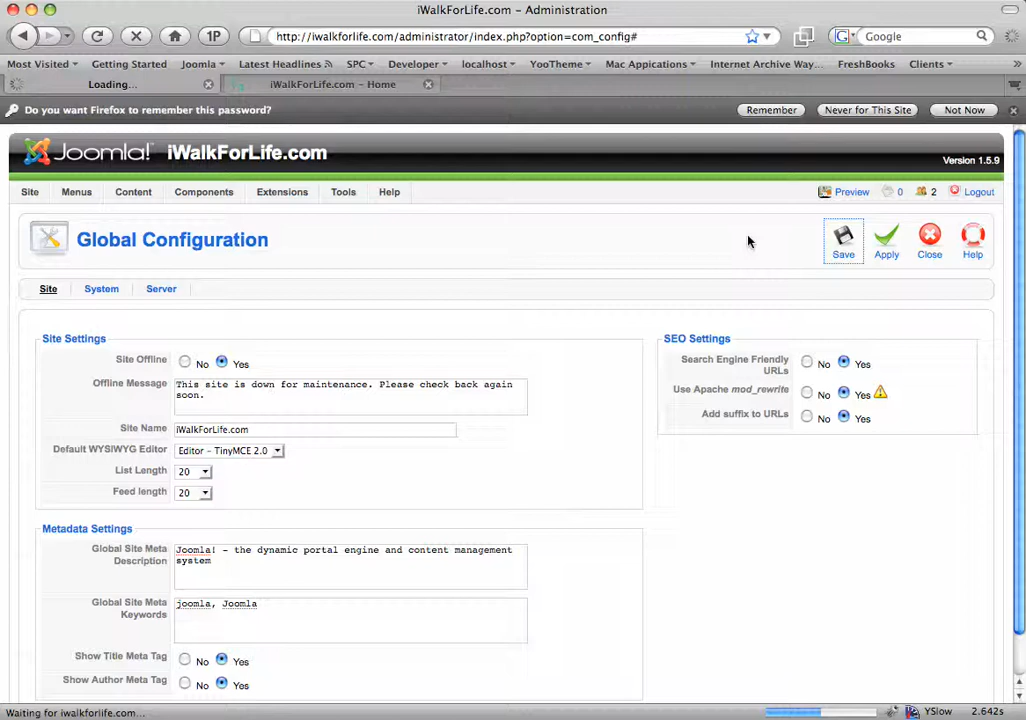 iWalkForLife.com - Administration
1P
http://iwalkforlife.com/administrator/index.php?option=com_config#
Google
Most Visited
Getting Started
Joomla
Latest Headlines
SPC
Developer
localhost
YooTheme
Mac Appications
Internet Archive Way...
FreshBooks
Clients
Loading...
iWalkForLife.com - Home
Do you want Firefox to remember this password?
Remember
Never for This Site
Not Now
Joomla! iWalkForLife.com
Version 1.5.9
Site
Menus
Content
Components
Extensions
Tools
Help
Preview
0
2
Logout
Global Configuration
Save
Apply
Close
Help
Site
System
Server
Site Settings
Site Offline
No
Yes
Offline Message
This site is down for maintenance. Please check back again
soon.
Site Name
iWalkForLife.com
Default WYSIWYG Editor
Editor - TinyMCE 2.0
List Length
20
Feed length
20
SEO Settings
Search Engine Friendly
URLs
No
Yes
Use Apache mod_rewrite
No
Yes
Add suffix to URLs
No
Yes
Metadata Settings
Global Site Meta
Description
Joomla! - the dynamic portal engine and content management
system
Global Site Meta
Keywords
joomla, Joomla
Show Title Meta Tag
No
Yes
Show Author Meta Tag
No
Yes
Waiting for iwalkforlife.com...
YSlow
2.642s